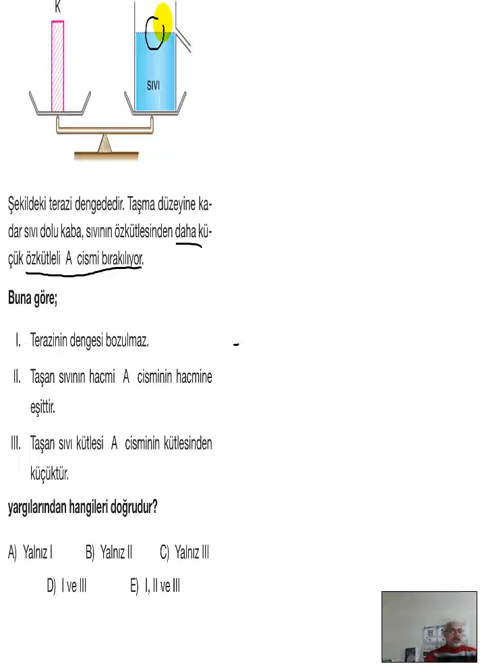 K
SIVI
Şekildeki terazi dengededir. Taşma düzeyine ka-
dar sıvı dolu kaba, sıvının özkütlesinden daha kü-
çük özkütleli A cismi bırakılıyor.
Buna göre;
I. Terazinin dengesi bozulmaz.
II. Taşan sıvının hacmi A cisminin hacmine
eşittir.
III. Taşan sıvı kütlesi A cisminin kütlesinden
küçüktür.
yargılarından hangileri doğrudur?
A) Yalnız I B) Yalnız II C) Yalnız III
D) I ve III E) I, II ve III